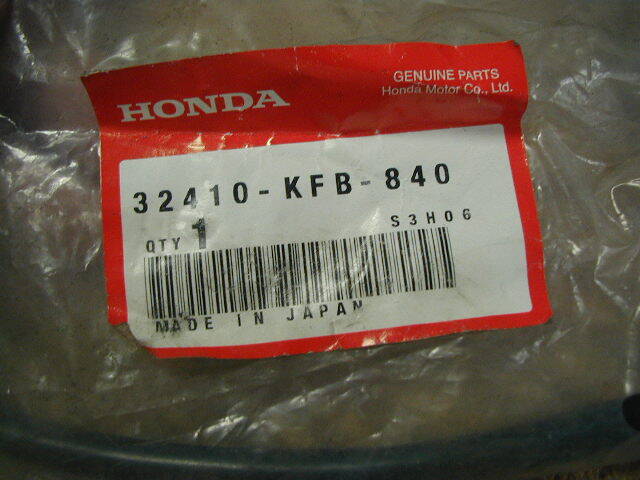 GENUINE PARTS
HONDA
Honda Motor Co., Ltd.
32410-KFB-840
QTY 1
S3H06
MADE IN JAPAN